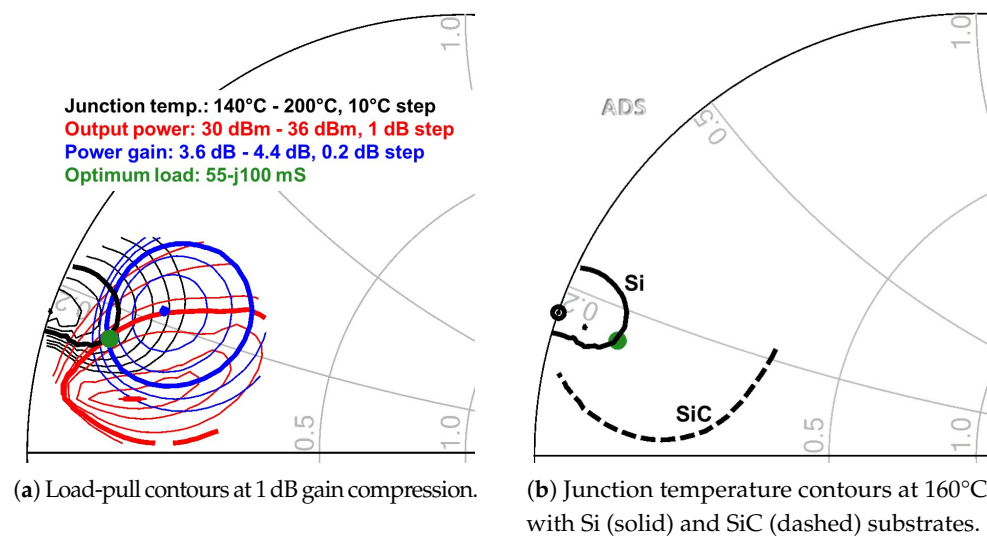 Junction temp.: 140°C - 200°C, 10°C step
Output power: 30 dBm - 36 dBm, 1 dB step
Power gain: 3.6 dB - 4.4 dB, 0.2 dB step
Optimum load: 55-j100 mS
1.0
0.2
0.5
1.0
ADS
1.0
0.5
Si
0.2
SiC
0.5
1.0
(a) Load-pull contours at 1 dB gain compression.
(b) Junction temperature contours at 160°C
with Si (solid) and SiC (dashed) substrates.